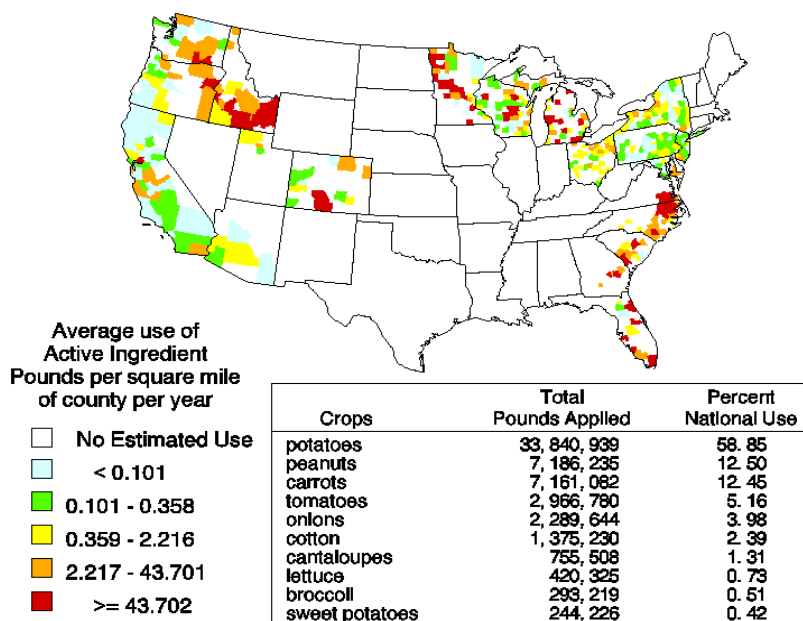 Average use of
Active Ingredient
Pounds per square mile
of county per year
No Estimated Use
< 0.101
0.101 - 0.358
0.359 - 2.216
2.217 - 43.701
>= 43.702
Crops Total Pounds Applied Percent National Use
potatoes 33, 840, 939 58. 85
peanuts 7, 186, 235 12. 50
carrots 7, 161, 082 12. 45
tomatoes 2, 966, 780 5. 16
onions 2, 289, 644 3. 98
cotton 1, 375, 230 2. 39
cantaloupes 755, 508 1. 31
lettuce 420, 325 0. 73
broccoli 293, 219 0. 51
sweet potatoes 244, 226 0. 42